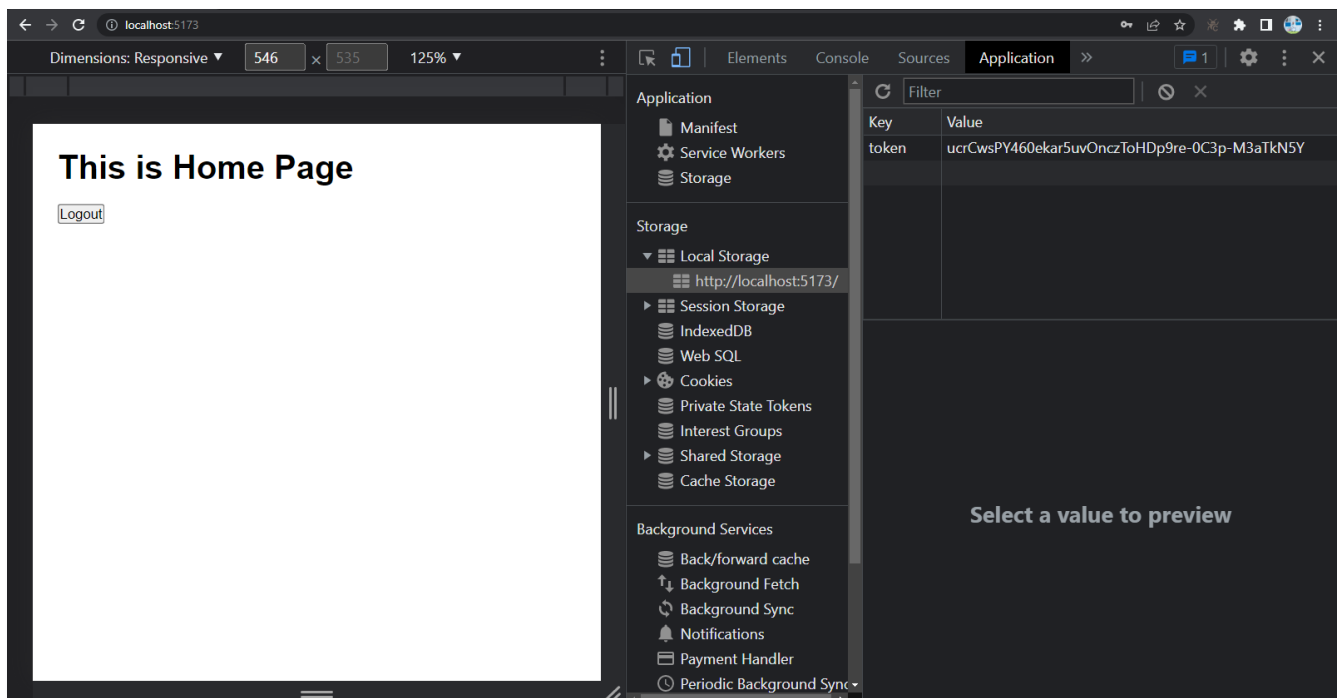 localhost:5173
Dimensions: Responsive ▼ 546 × 535 125% ▼
Elements Console Sources Application » 1
This is Home Page
Logout
Application
Manifest
Service Workers
Storage
Storage
Local Storage
http://localhost:5173/
Session Storage
IndexedDB
Web SQL
Cookies
Private State Tokens
Interest Groups
Shared Storage
Cache Storage
Background Services
Back/forward cache
Background Fetch
Background Sync
Notifications
Payment Handler
Periodic Background Sync
Filter
Key Value
token ucrCwsPY460ekar5uvOnczToHDp9re-0C3p-M3aTkN5Y
Select a value to preview